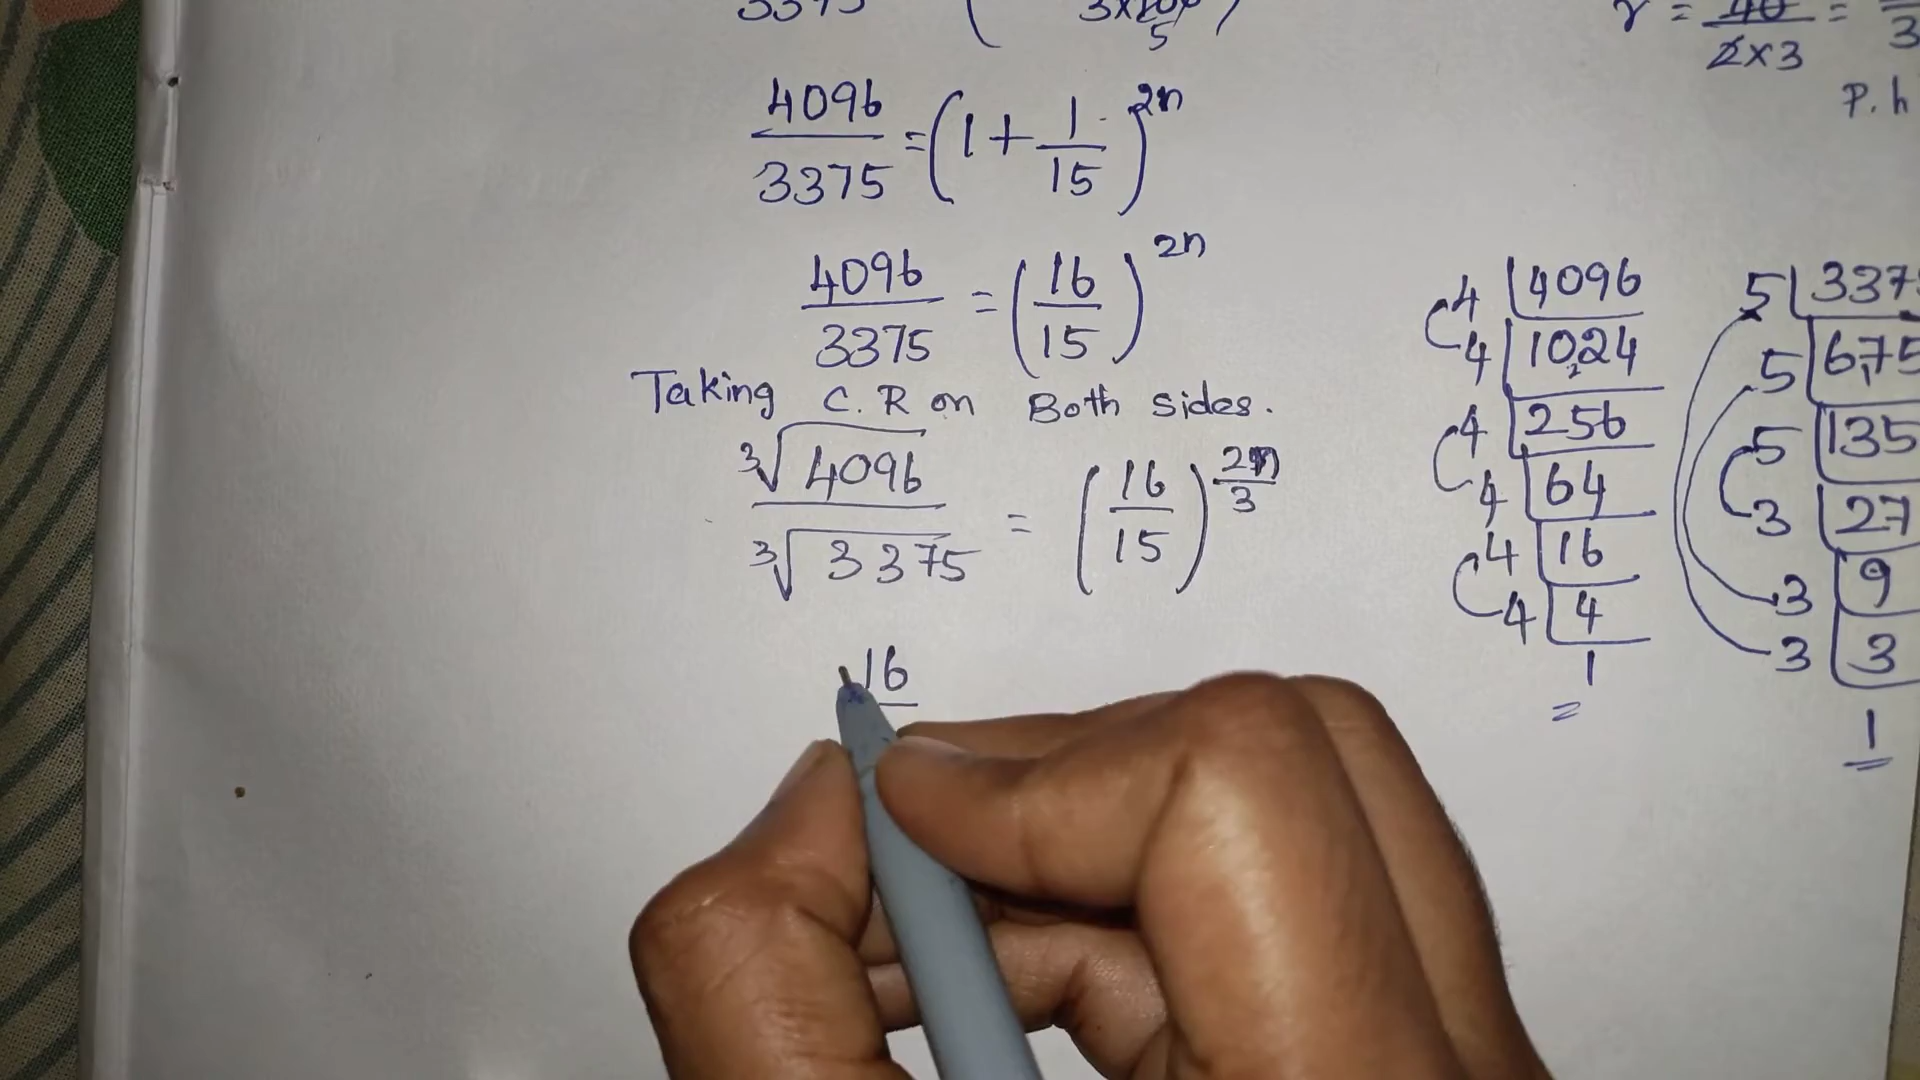 4096/3375 = (1 + 1/15)^2n
4096/3375 = (16/15)^2n
Taking C.R on Both Sides.
∛4096/∛3375 = (16/15)^2n/3
16
r = 40/2×3 =
3
P.h
4 | 4096
4 | 1024
4 | 256
4 | 64
4 | 16
4 | 4
1
=
5 | 3375
5 | 675
5 | 135
3 | 27
3 | 9
3 | 3
1